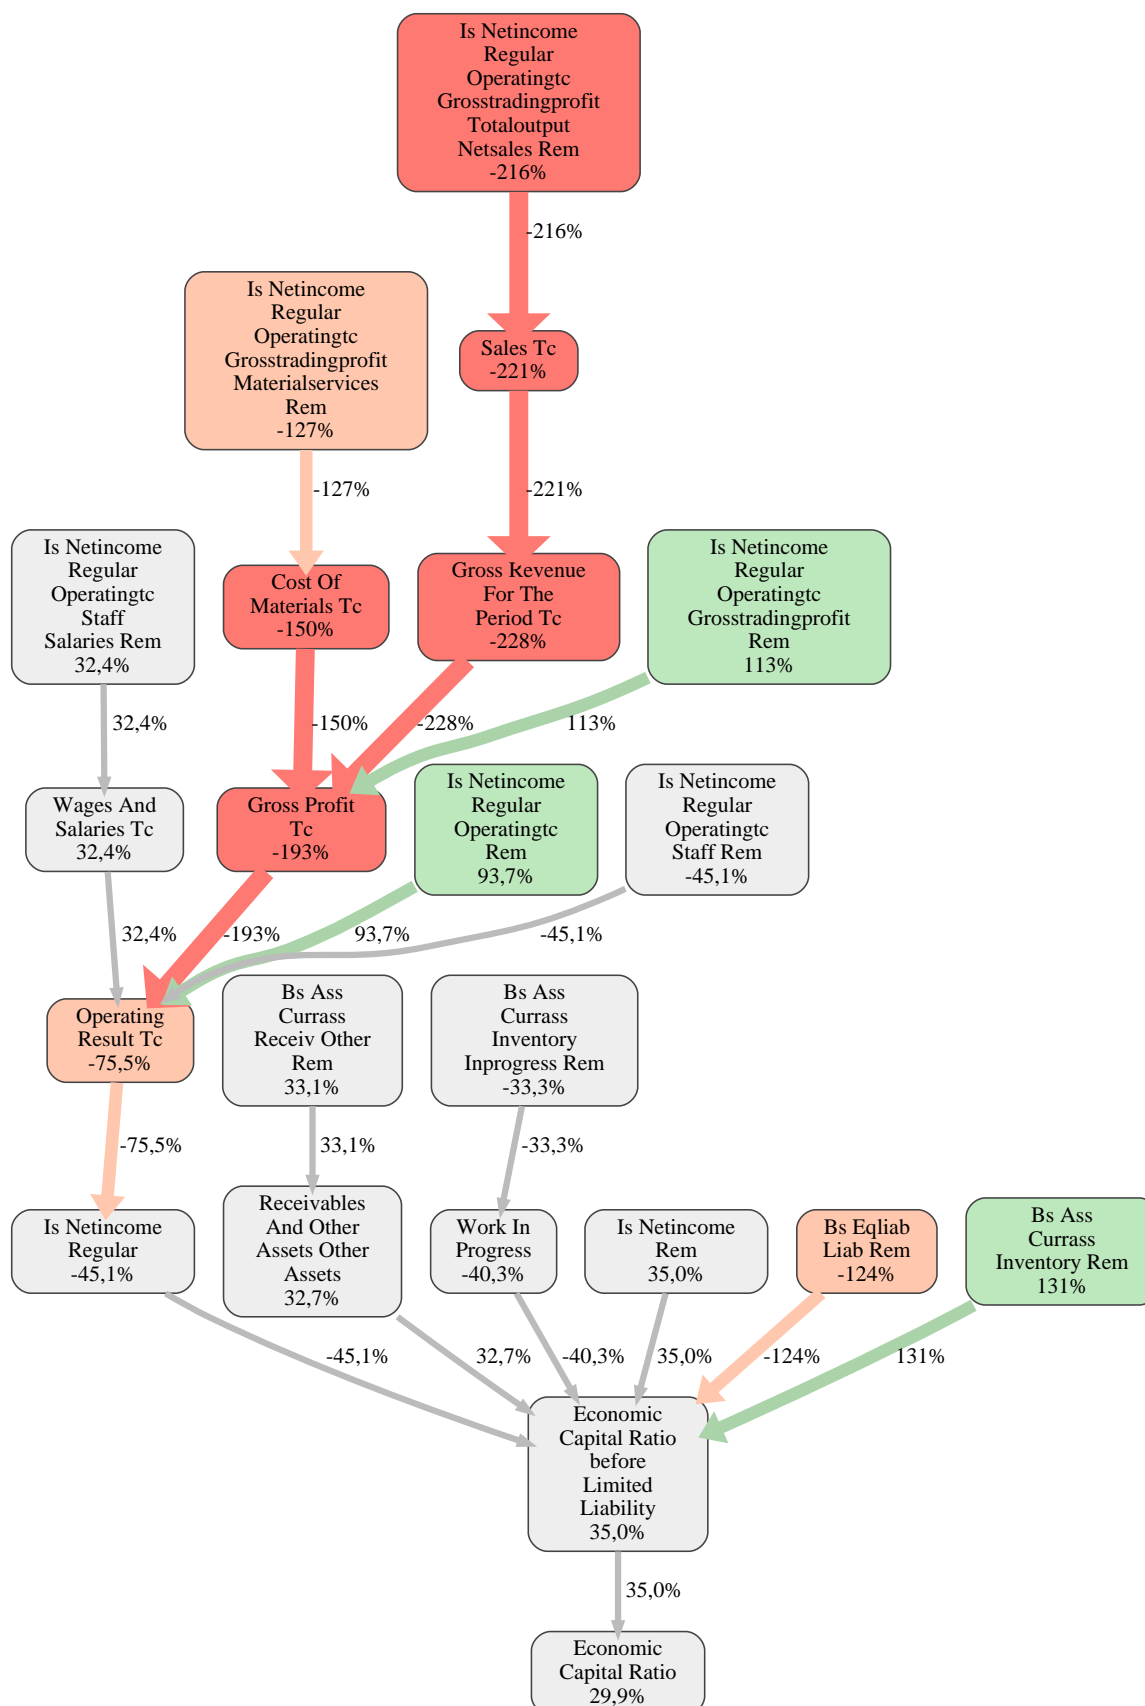 Is Netincome
Regular
Operatingtc
Grosstradingprofit
Totaloutput
Netsales Rem
-216%
-216%
Is Netincome
Regular
Operatingtc
Grosstradingprofit
Materialservices
Rem
-127%
Sales Tc
-221%
-127%
-221%
Is Netincome
Regular
Operatingtc
Staff
Salaries Rem
32,4%
Cost Of
Materials Tc
-150%
Gross Revenue
For The
Period Tc
-228%
Is Netincome
Regular
Operatingtc
Grosstradingprofit
Rem
113%
32,4%
-150%
-228%
113%
Wages And
Salaries Tc
32,4%
Gross Profit
Tc
-193%
Is Netincome
Regular
Operatingtc
Rem
93,7%
Is Netincome
Regular
Operatingtc
Staff Rem
-45,1%
32,4%
-193%
93,7%
-45,1%
Operating
Result Tc
-75,5%
Bs Ass
Currass
Receiv Other
Rem
33,1%
Bs Ass
Currass
Inventory
Inprogress Rem
-33,3%
-75,5%
33,1%
-33,3%
Is Netincome
Regular
-45,1%
Receivables
And Other
Assets Other
Assets
32,7%
Work In
Progress
-40,3%
Is Netincome
Rem
35,0%
Bs Eqliab
Liab Rem
-124%
Bs Ass
Currass
Inventory Rem
131%
-45,1%
32,7%
-40,3%
35,0%
-124%
131%
Economic
Capital Ratio
before
Limited
Liability
35,0%
35,0%
Economic
Capital Ratio
29,9%